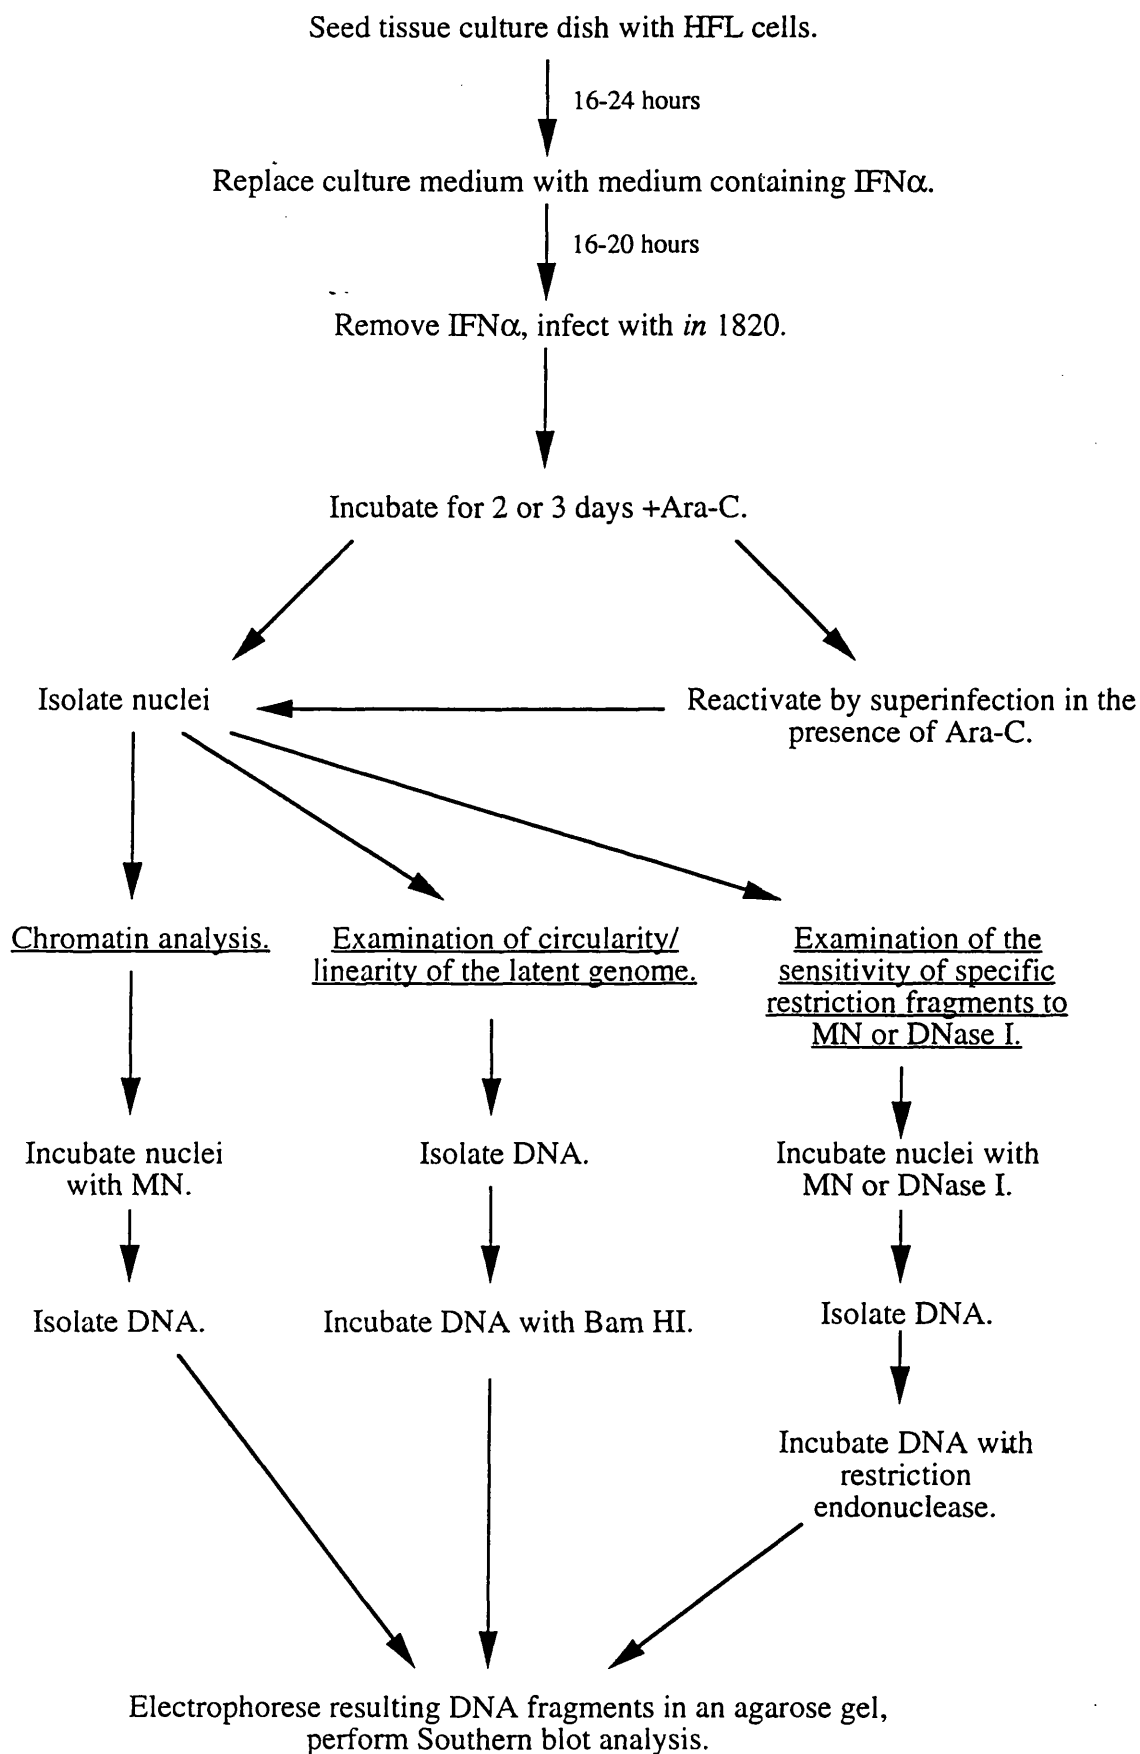 Seed tissue culture dish with HFL cells.
16-24 hours
Replace culture medium with medium containing IFNα.
16-20 hours
Remove IFNα, infect with in 1820.
Incubate for 2 or 3 days +Ara-C.
Isolate nuclei
Reactivate by superinfection in the
presence of Ara-C.
Chromatin analysis.
Examination of circularity/
linearity of the latent genome.
Examination of the
sensitivity of specific
restriction fragments to
MN or DNase I.
Incubate nuclei
with MN.
Isolate DNA.
Incubate nuclei with
MN or DNase I.
Isolate DNA.
Incubate DNA with Bam HI.
Isolate DNA.
Incubate DNA with
restriction
endonuclease.
Electrophorese resulting DNA fragments in an agarose gel,
perform Southern blot analysis.